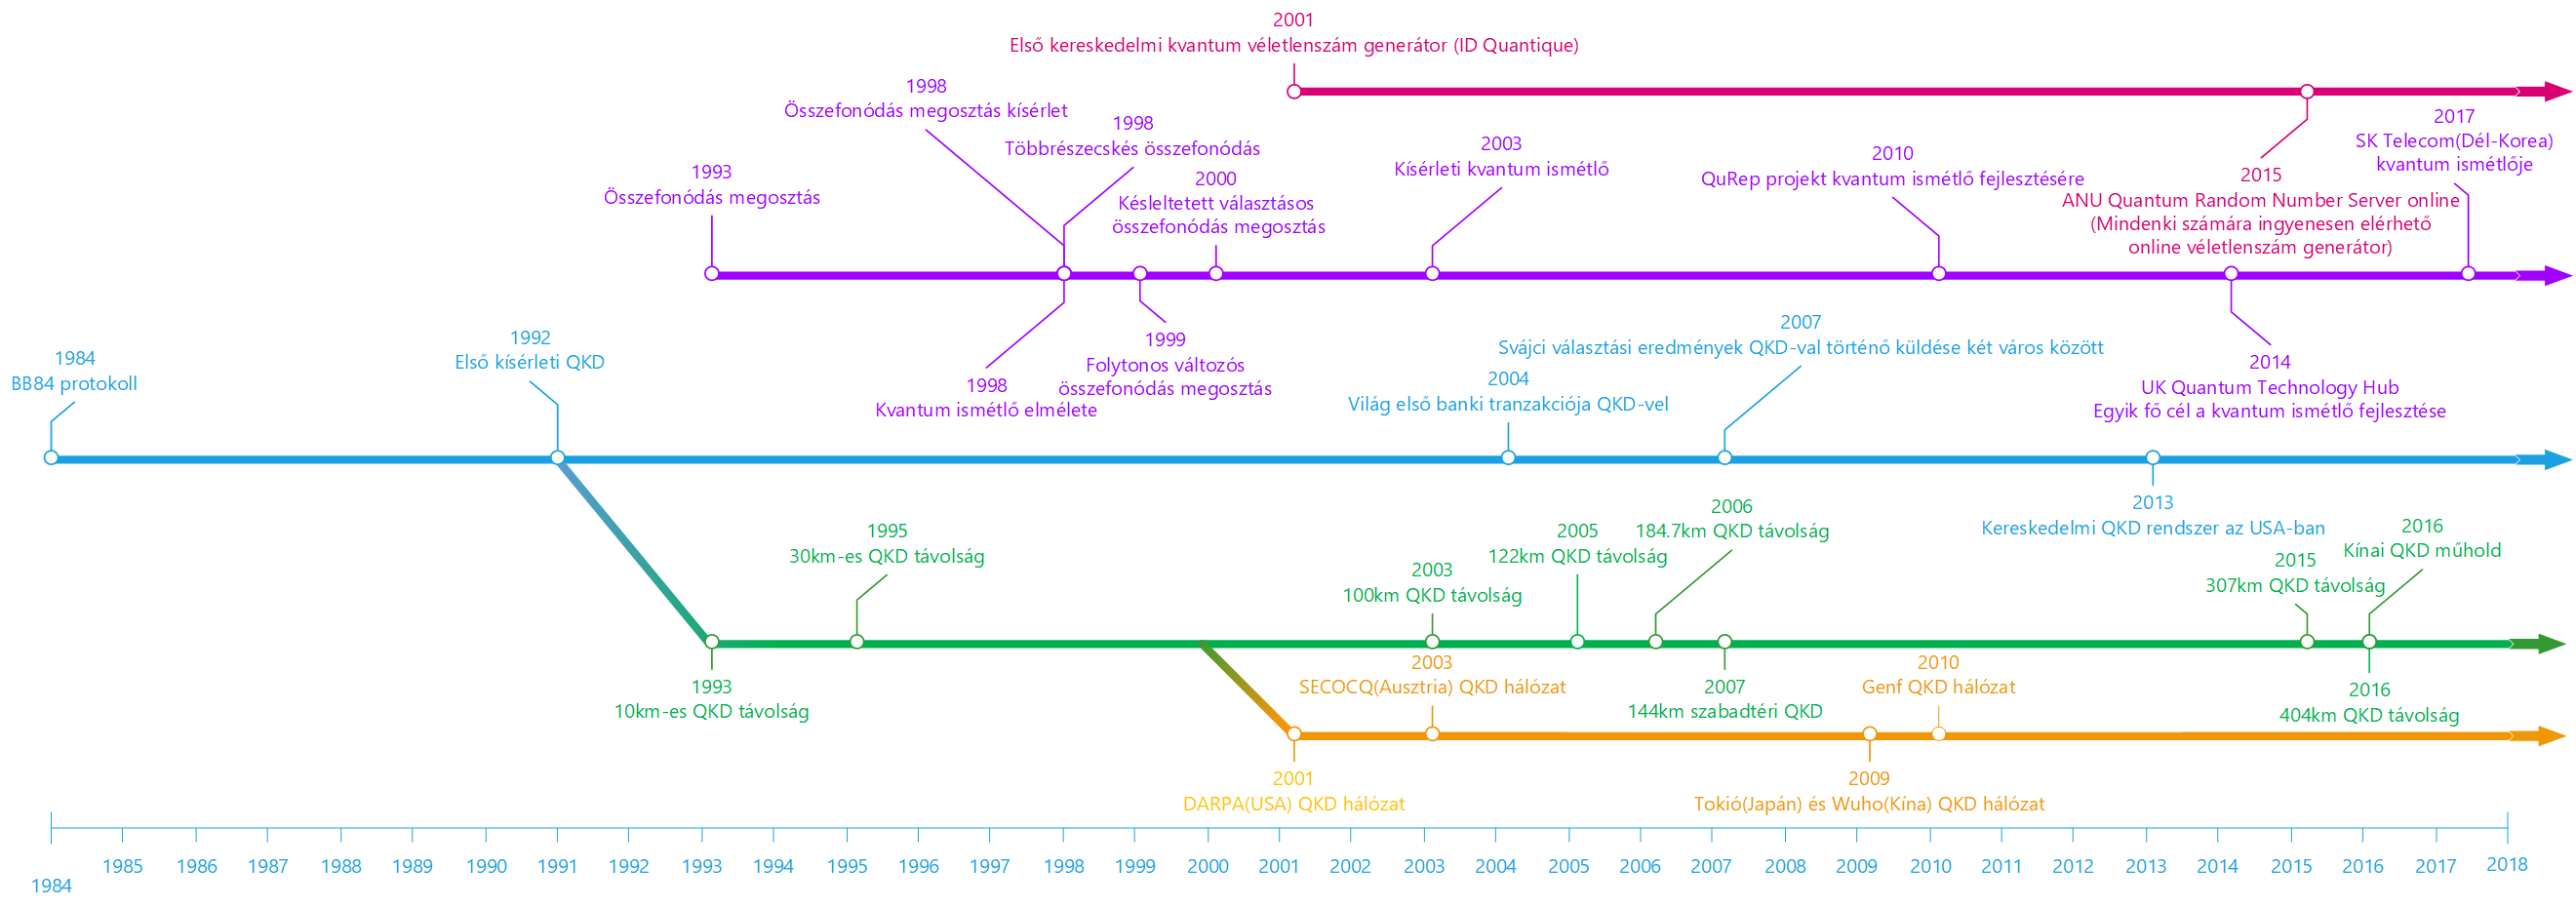 2001
Első kereskedelmi kvantum véletlenszám generátor (ID Quantique)
1998
Összefonódás megosztás kísérlet
1998
Többrészecskés összefonódás
1993
Összefonódás megosztás
2000
Késleltetett választásos
összefonódás megosztás
2003
Kísérleti kvantum ismétlő
2010
QuRep projekt kvantum ismétlő fejlesztésére
2015
ANU Quantum Random Number Server online
(Mindenki számára ingyenesen elérhető
online véletlenszám generátor)
2017
SK Telecom(Dél-Korea)
kvantum ismétlője
1998
Kvantum ismétlő elmélete
1999
Folytonos változós
összefonódás megosztás
2014
UK Quantum Technology Hub
Egyik fő cél a kvantum ismétlő fejlesztése
1984
BB84 protokoll
1992
Első kísérleti QKD
2004
Világ első banki tranzakciója QKD-vel
2007
Svájci választási eredmények QKD-val történő küldése két város között
2013
Kereskedelmi QKD rendszer az USA-ban
1995
30km-es QKD távolság
2003
100km QKD távolság
2005
122km QKD távolság
2006
184.7km QKD távolság
2015
307km QKD távolság
2016
Kínai QKD műhold
1993
10km-es QKD távolság
2007
144km szabadtéri QKD
2016
404km QKD távolság
2003
SECOCQ(Ausztria) QKD hálózat
2010
Genf QKD hálózat
2001
DARPA(USA) QKD hálózat
2009
Tokió(Japán) és Wuho(Kína) QKD hálózat
1984 1985 1986 1987 1988 1989 1990 1991 1992 1993 1994 1995 1996 1997 1998 1999 2000 2001 2002 2003 2004 2005 2006 2007 2008 2009 2010 2011 2012 2013 2014 2015 2016 2017 2018